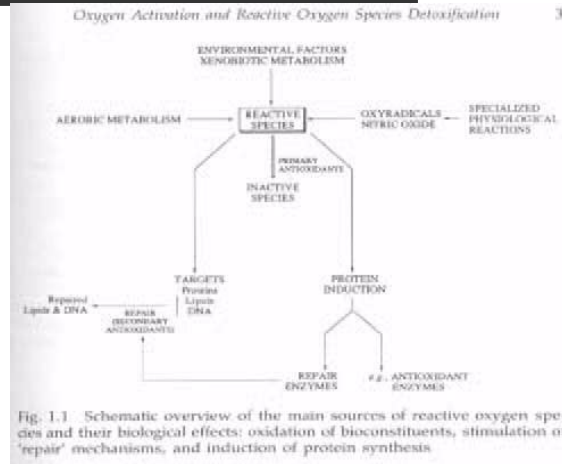 Oxygen Activation and Reactive Oxygen Species Detoxification 3
ENVIRONMENTAL FACTORS
XENOBIOTIC METABOLISM
AEROBIC METABOLISM
REACTIVE
SPECIES
OXYRADICALS
NITRIC OXIDE
SPECIALIZED
PHYSIOLOGICAL
REACTIONS
PRIMARY
ANTIOXIDANTS
INACTIVE
SPECIES
TARGETS
Proteins
Lipids
DNA
PROTEIN
INDUCTION
Repaired
Lipids & DNA
REPAIR
(SECONDARY
ANTIOXIDANTS)
REPAIR
ENZYMES
e.g., ANTIOXIDANT
ENZYMES
Fig. 1.1 Schematic overview of the main sources of reactive oxygen spe-
cies and their biological effects: oxidation of bioconstituents, stimulation o
'repair' mechanisms, and induction of protein synthesis